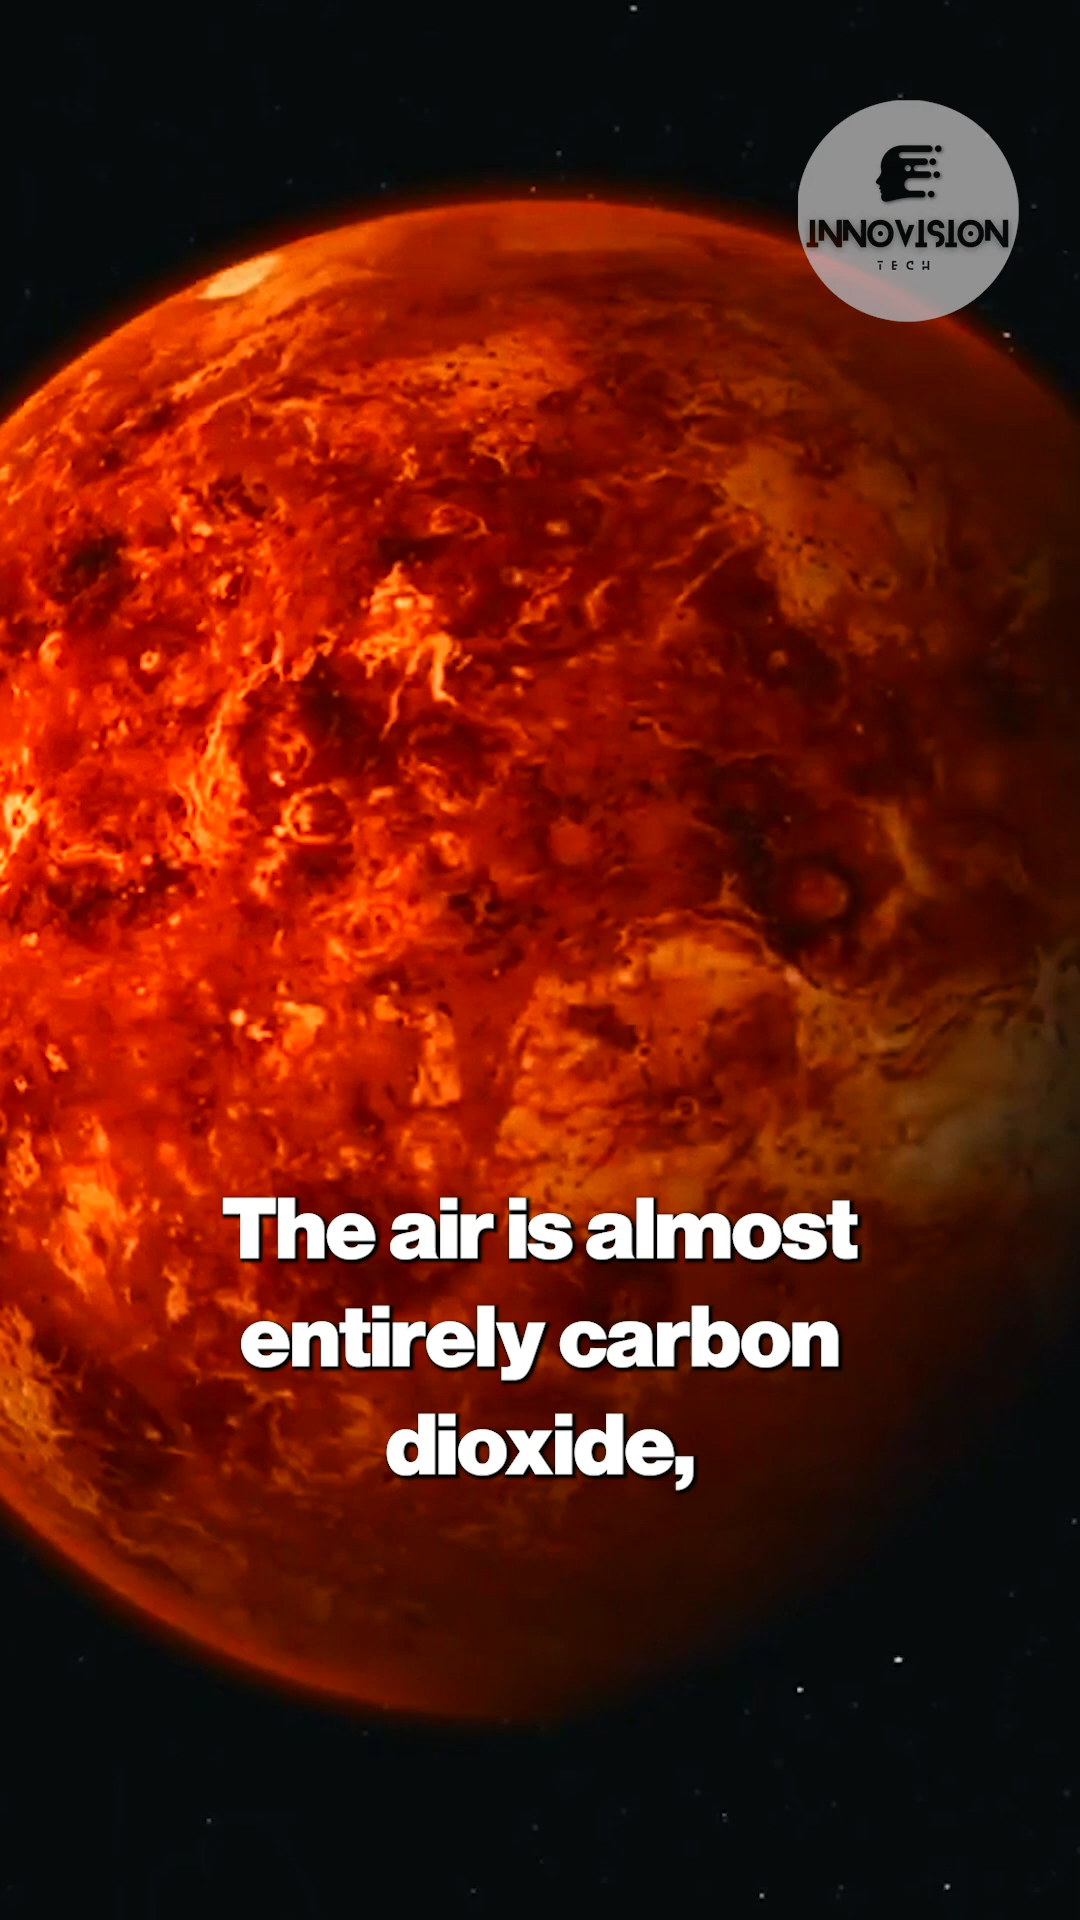 INNOVISION
TECH
The air is almost
entirely carbon
dioxide,